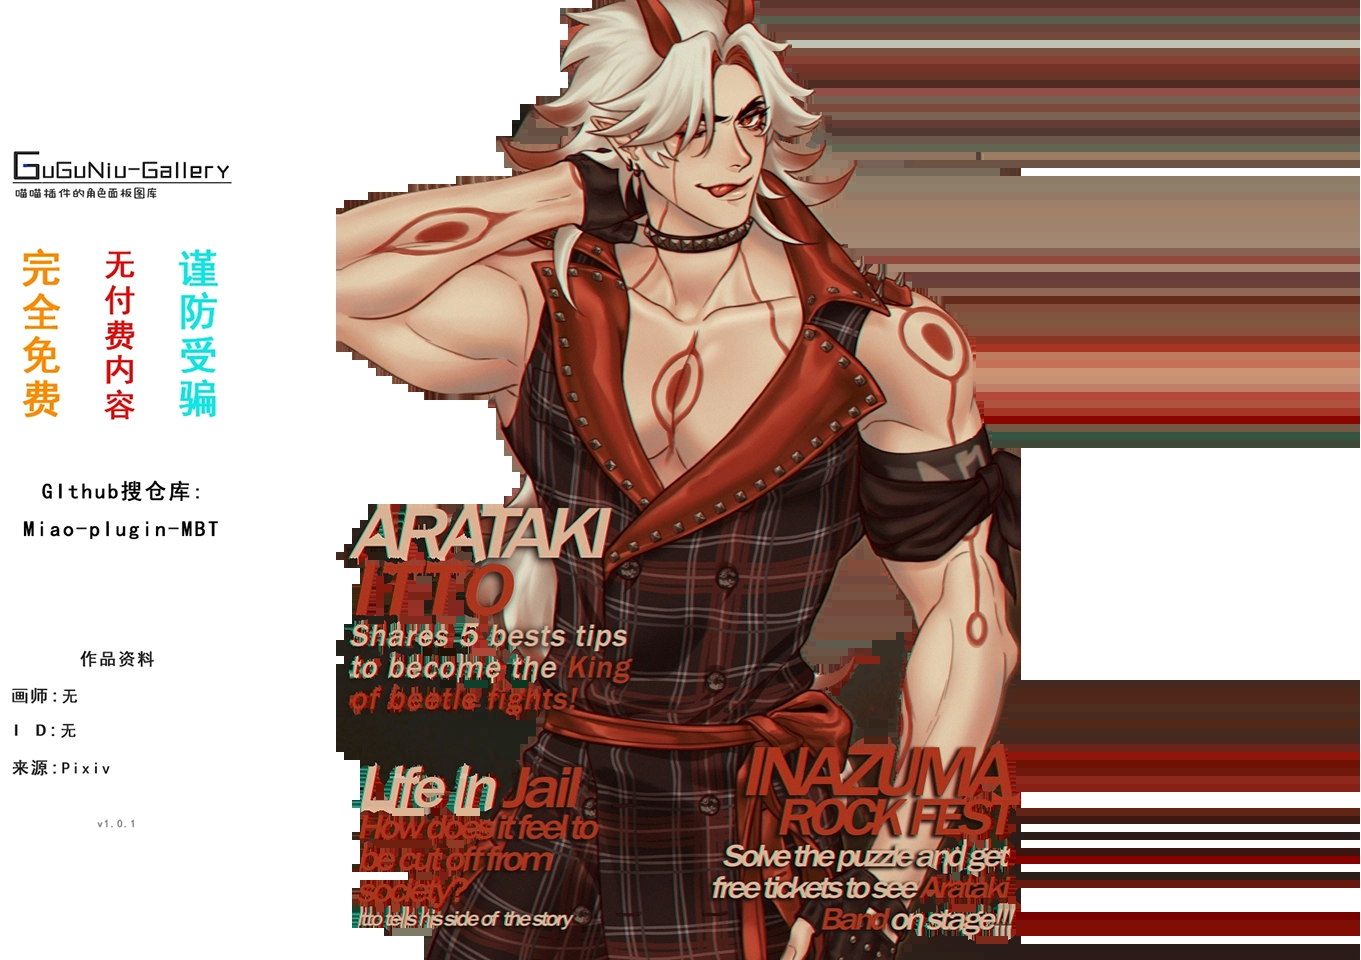 GuGuNiu-Gallery
喵喵插件的角色面板图库
完全免费
无付费内容
谨防受骗
GIthub搜仓库:
Miao-plugin-MBT
作品资料
画师:无
I D:无
来源:Pixiv
v1.0.1
ARATAKI
ITTO
Shares 5 bests tips
to become the King
of beetle fights!
Life In Jail
How does it feel to
be cut off from
society?
Itto tells his side of the story
INAZUMA
ROCK FEST
Solve the puzzle and get
free tickets to see Arataki
Band on stage!!!